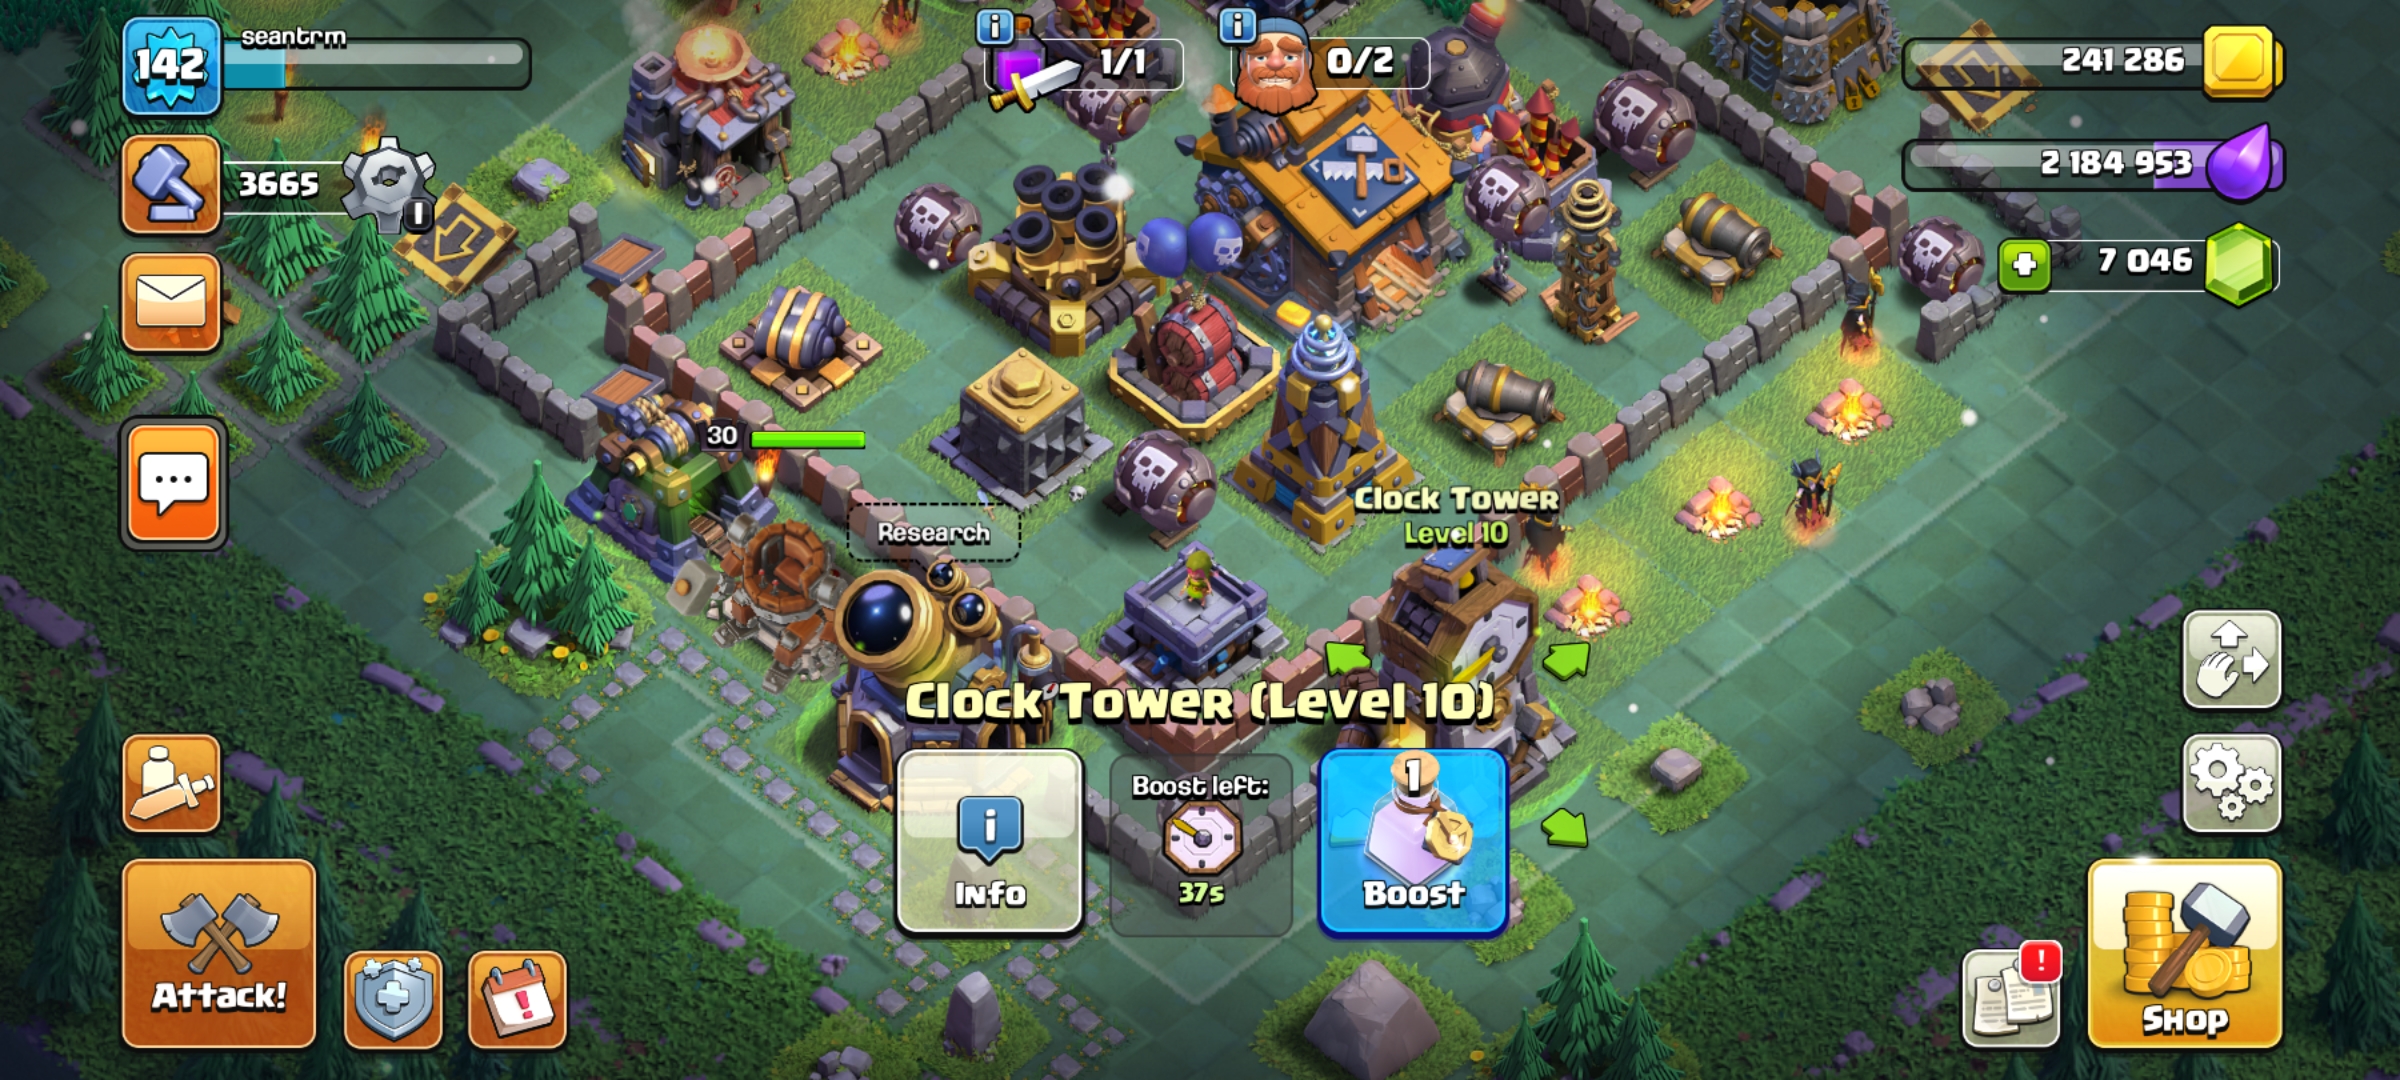 142
seantrm
1/1
0/2
241 286
3665
I
2 184 953
7 046
30
Research
Clock Tower
Level 10
Clock Tower (Level 10)
Info
Boost left:
37s
1
Boost
Attack!
!
!
Shop